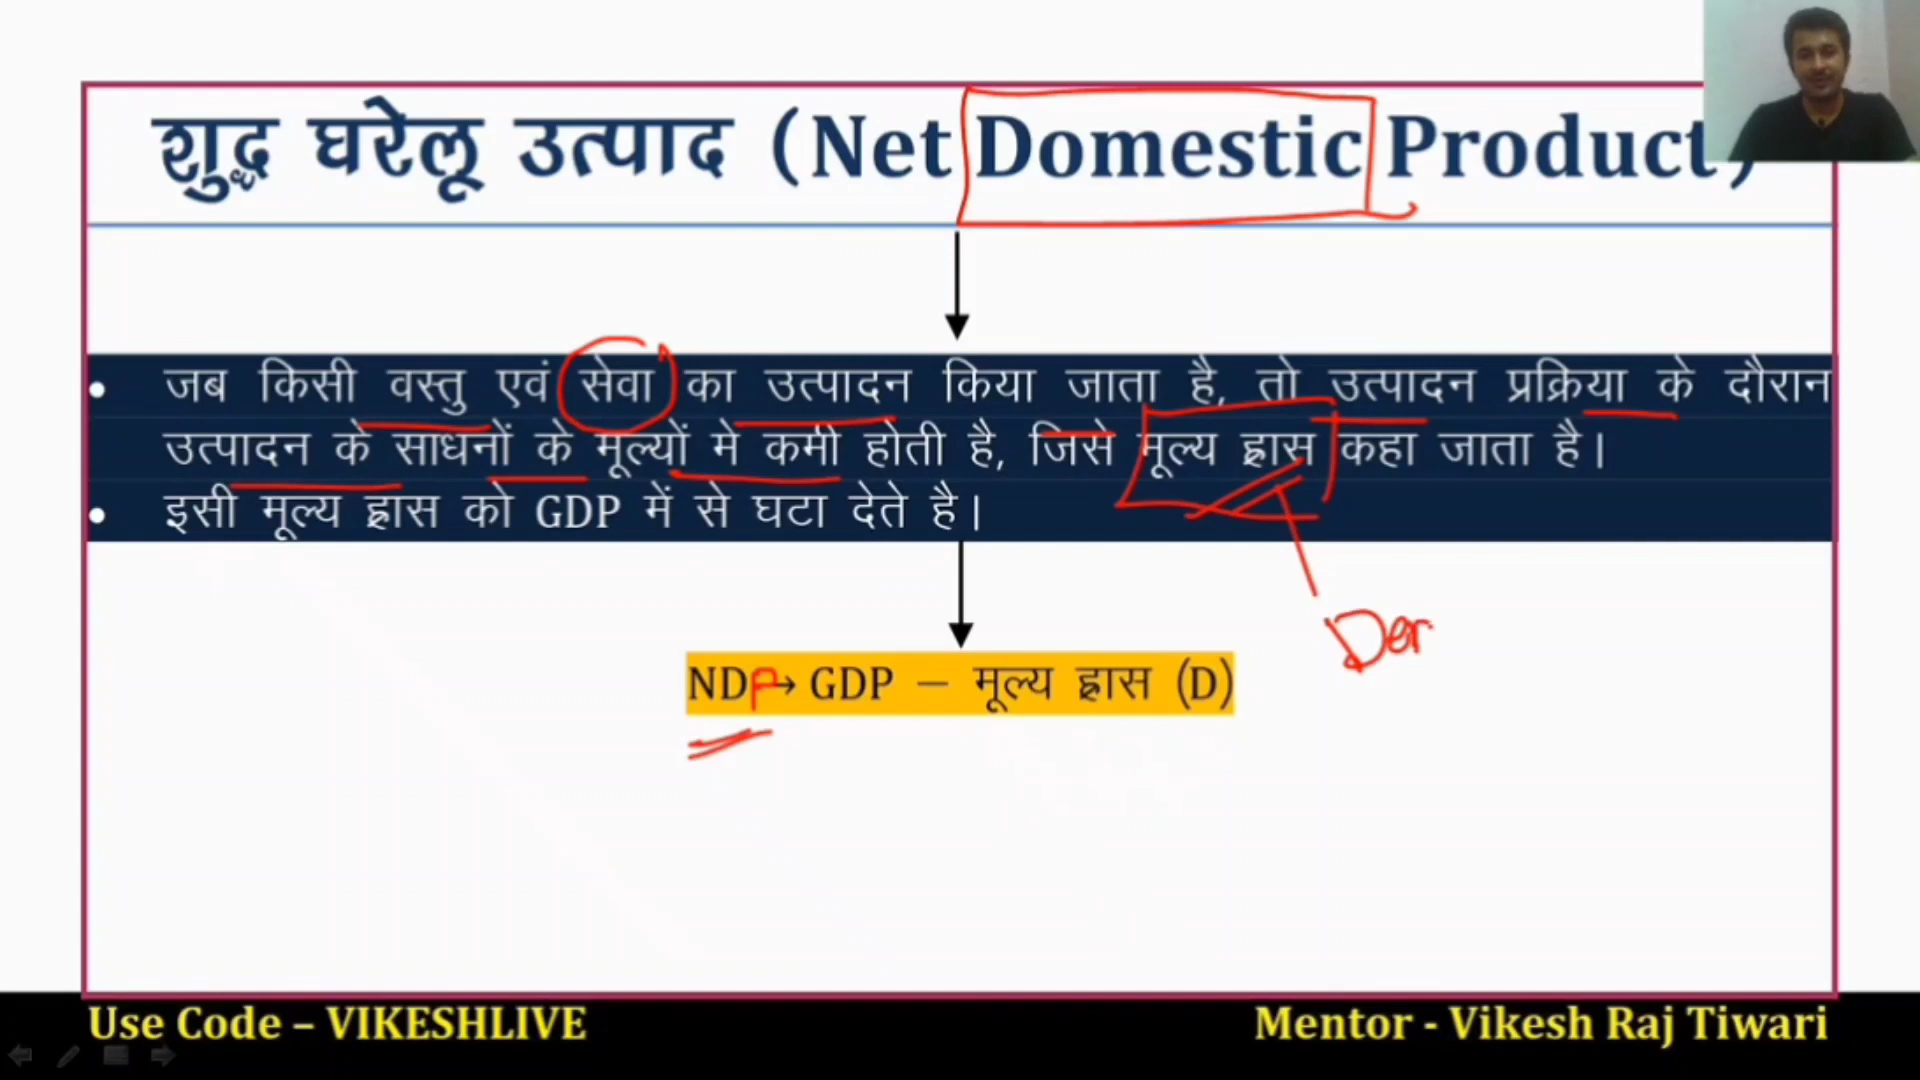 शुद्ध घरेलू उत्पाद (Net Domestic Product)
• जब किसी वस्तु एवं सेवा का उत्पादन किया जाता है, तो उत्पादन प्रक्रिया के दौरान
उत्पादन के साधनों के मूल्यों मे कमी होती है, जिसे मूल्य ह्रास कहा जाता है।
• इसी मूल्य ह्रास को GDP में से घटा देते है।
Der
NDP→ GDP – मूल्य ह्रास (D)
Use Code – VIKESHLIVE
Mentor - Vikesh Raj Tiwari